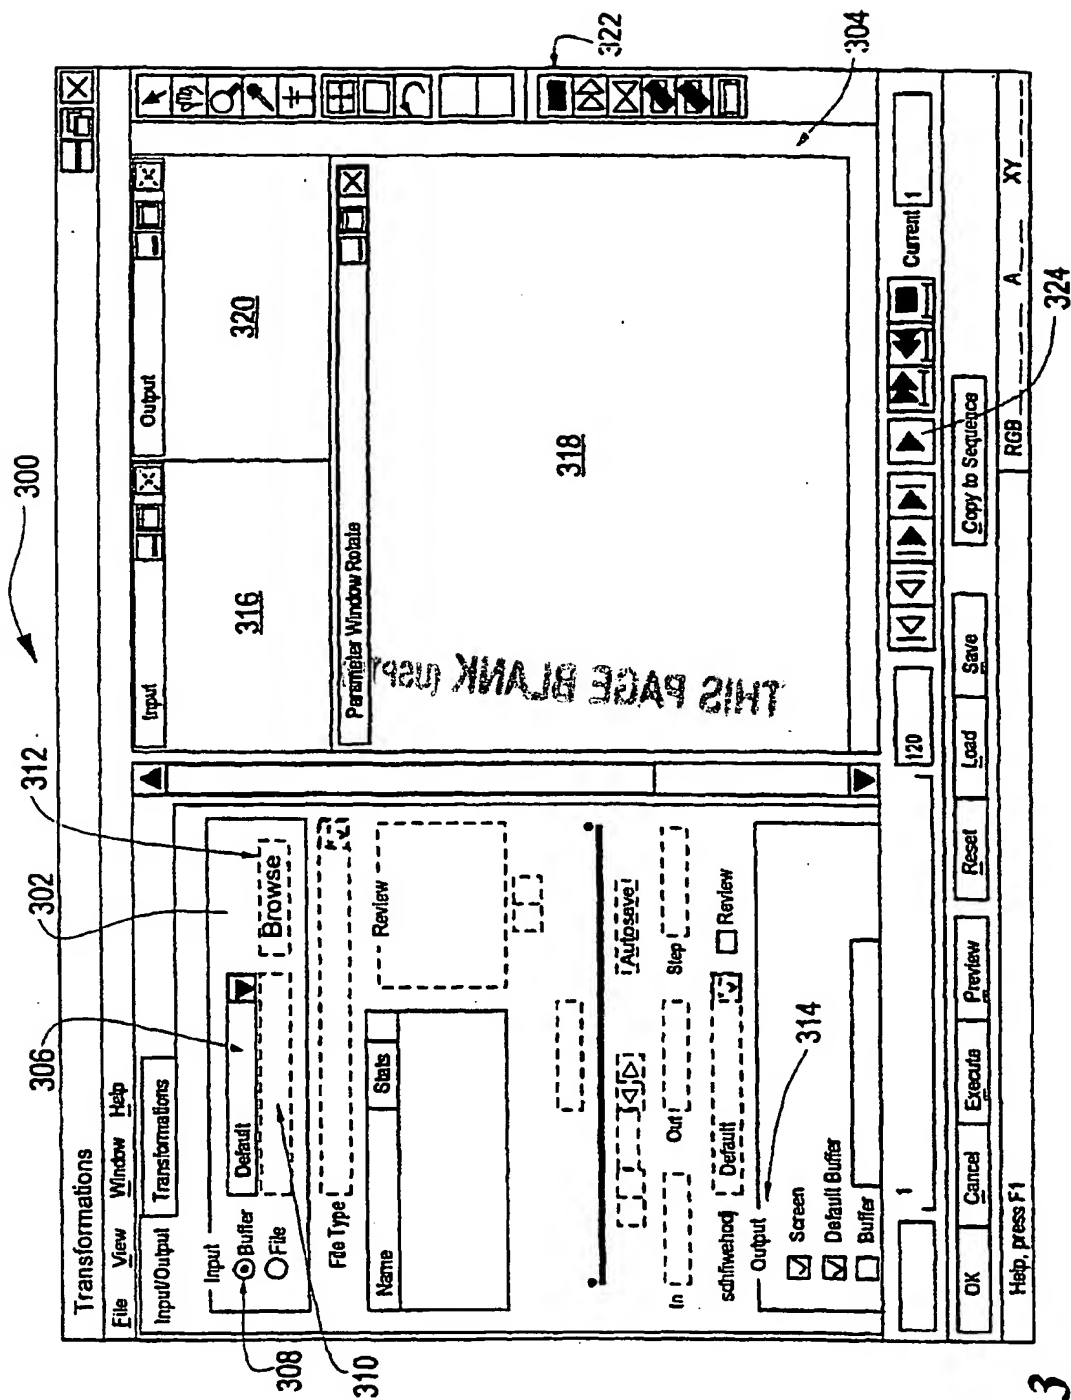 300
Transformations
File View Window Help
Input/Output Transformations
306
302
312
Input
308
Buffer
Default
File
Browse
310
File Type
Name Stats
Review
Autosave
In Out Step
sdhfiwehodj Default Review
Output
314
Screen
Default Buffer
Buffer
Input
316
Output
320
Parameter Window Rotate
318
THIS PAGE BLANK
322
304
1
120
Current 1
324
OK Cancel Execute Preview Reset Load Save Copy to Sequence
Help, press F1
RGB A XY
3